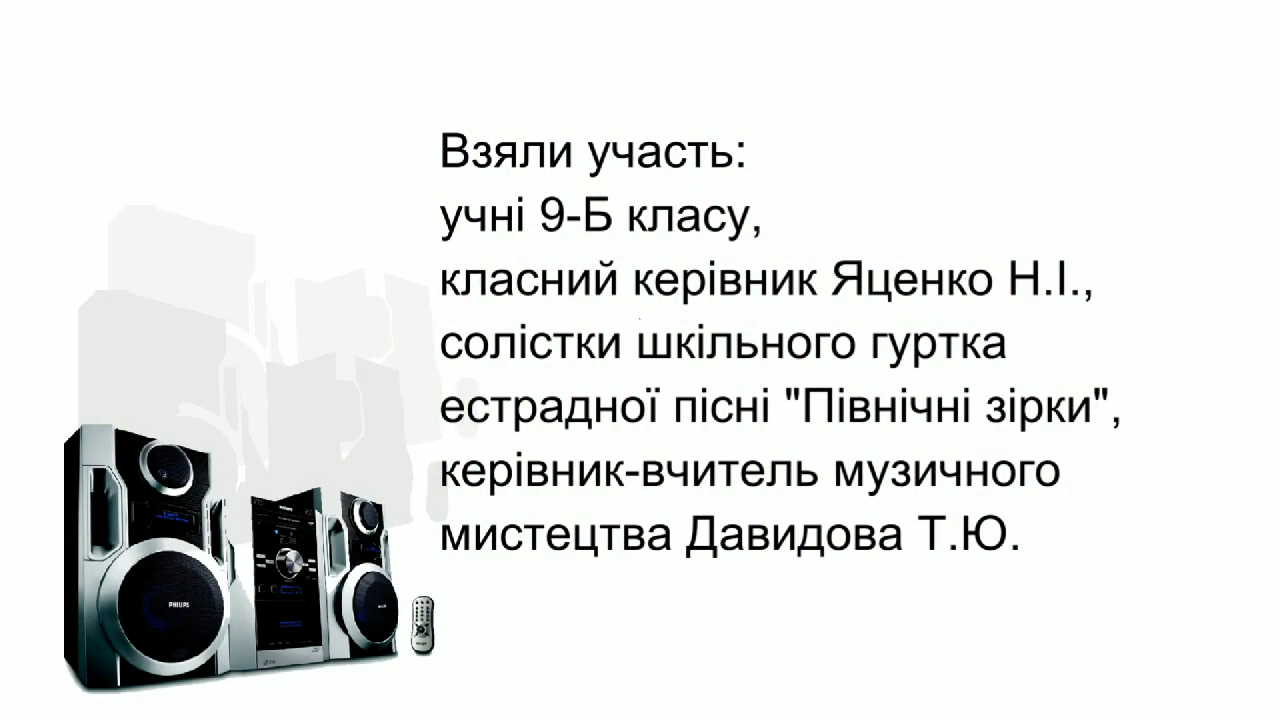 Взяли участь:
учні 9-Б класу,
класний керівник Яценко Н.І.,
солістки шкільного гуртка
естрадної пісні "Північні зірки",
керівник-вчитель музичного
мистецтва Давидова Т.Ю.
PHILIPS